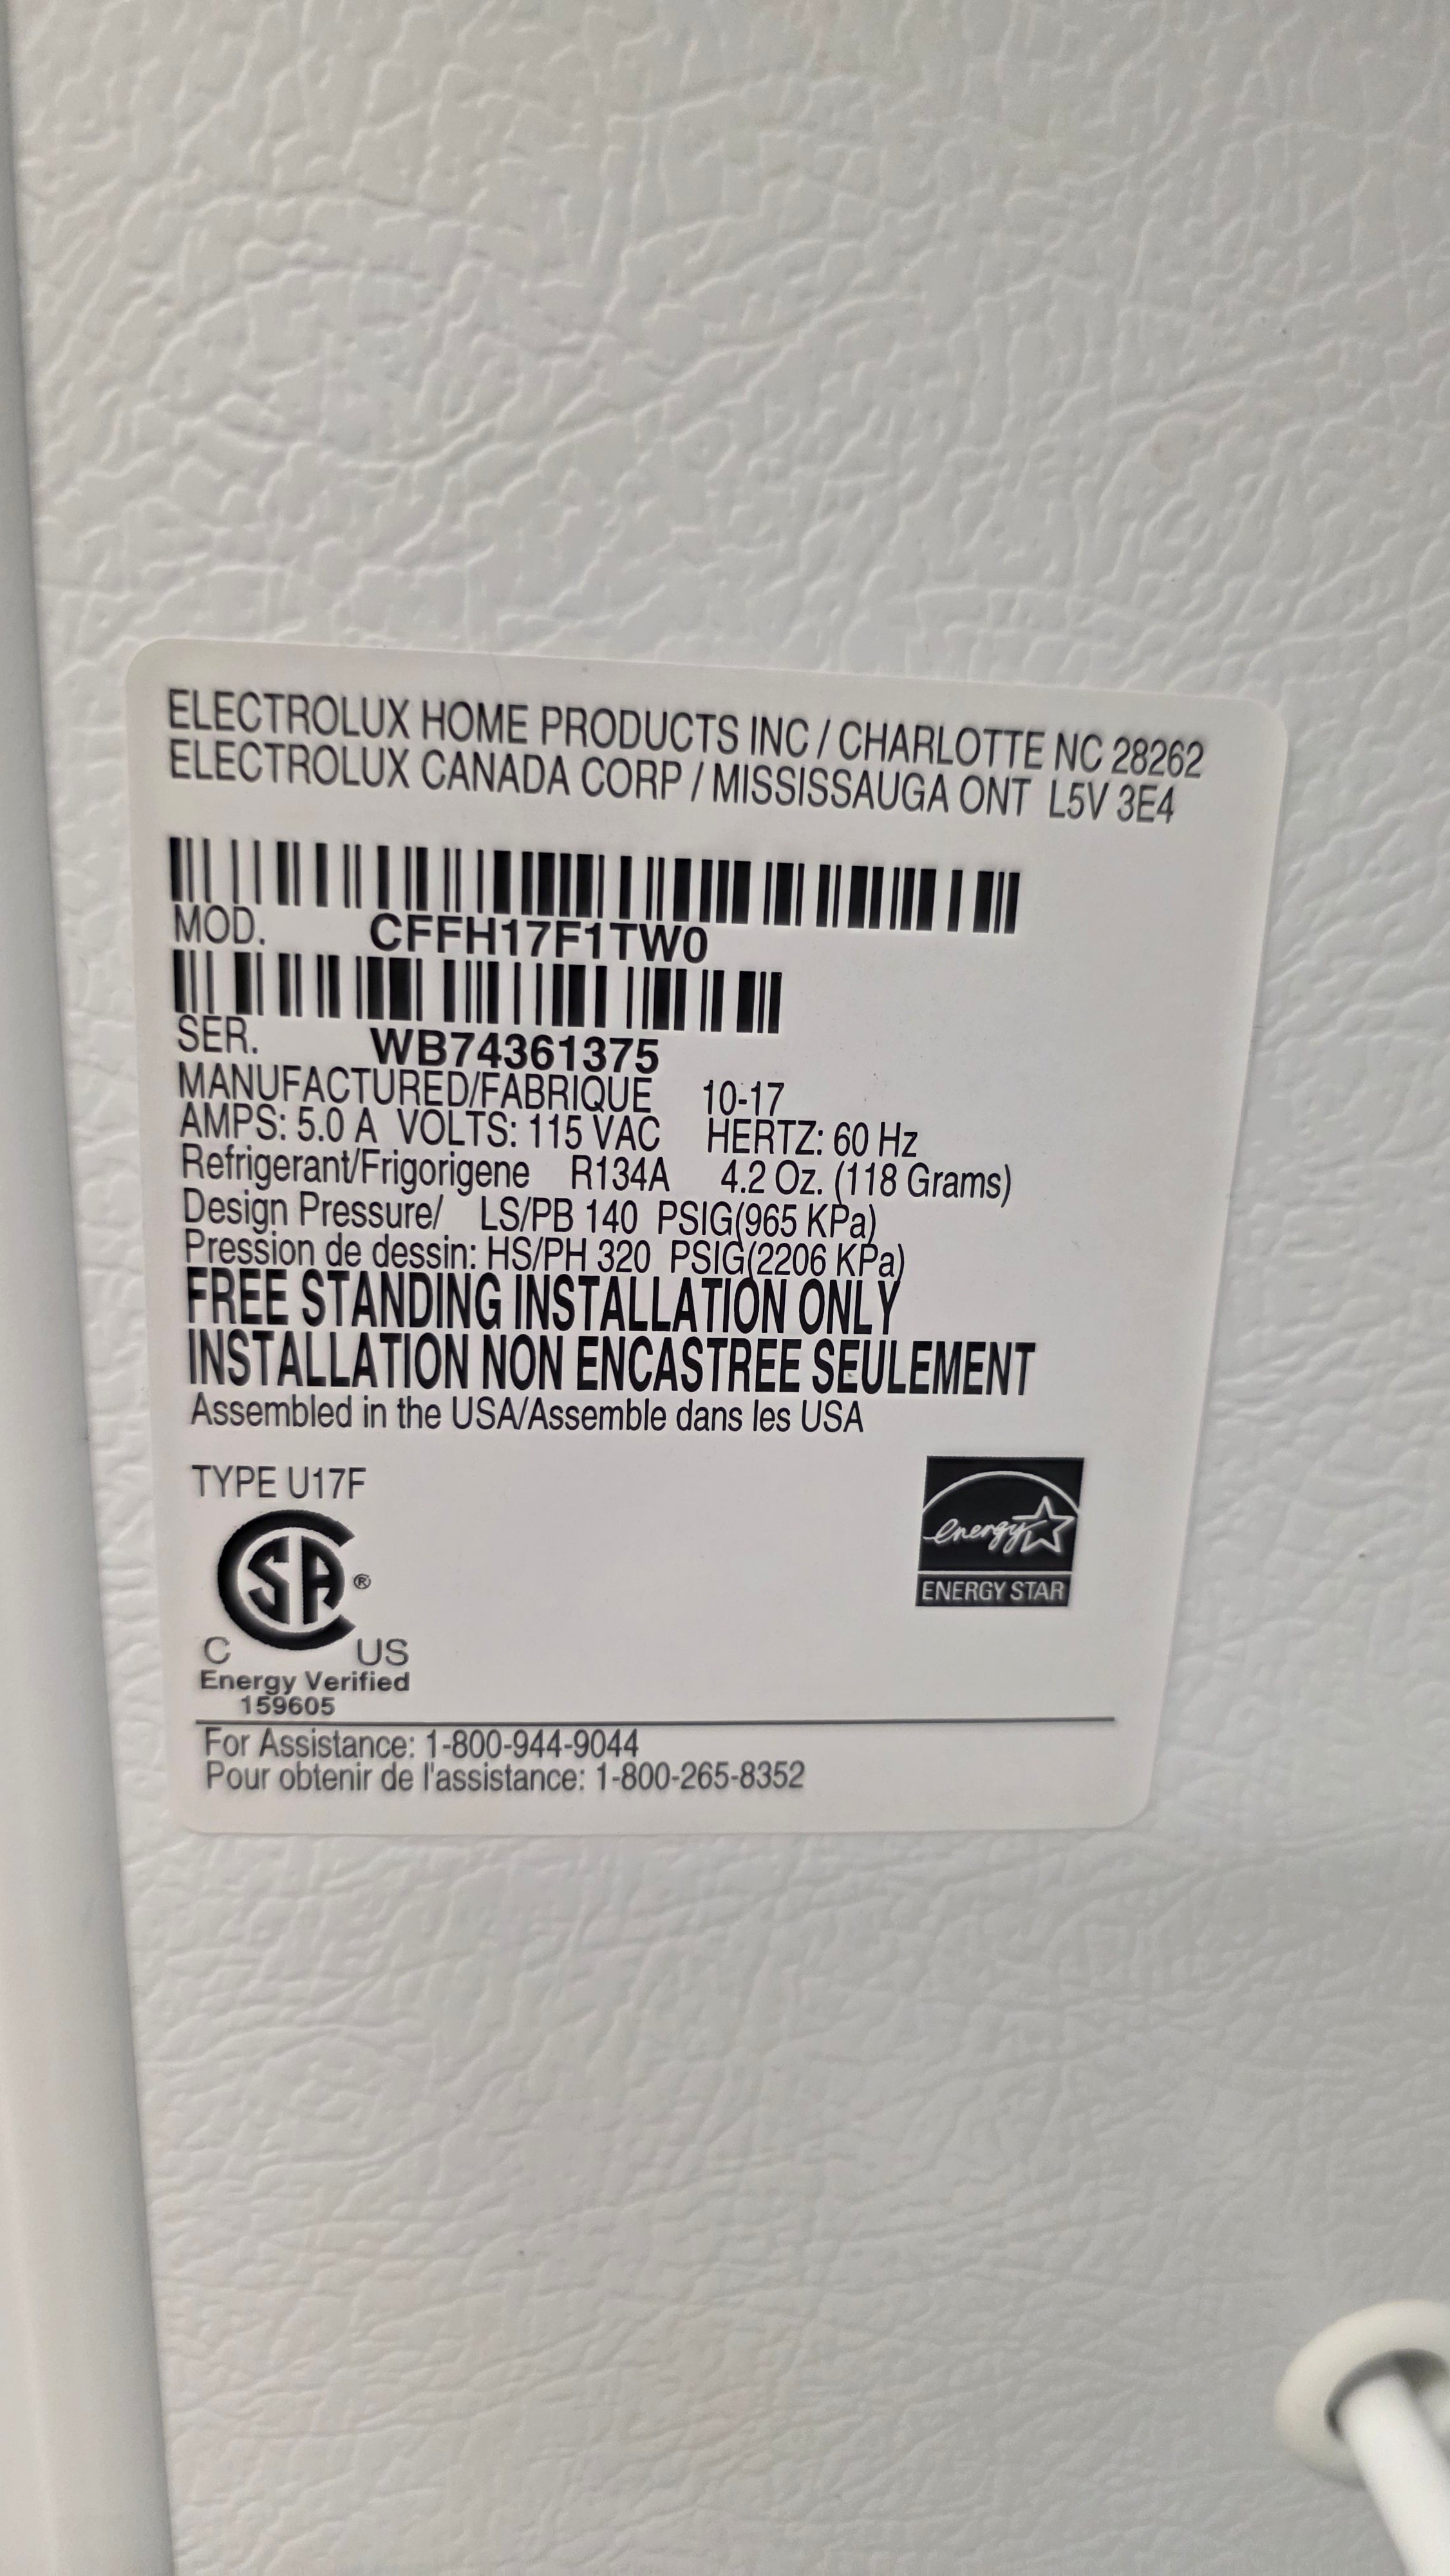 ELECTROLUX HOME PRODUCTS INC / CHARLOTTE NC 28262
ELECTROLUX CANADA CORP / MISSISSAUGA ONT L5V 3E4
MOD. CFFH17F1TW0
SER. WB74361375
MANUFACTURED/FABRIQUE 10-17
AMPS: 5.0 A VOLTS: 115 VAC HERTZ: 60 Hz
Refrigerant/Frigorigene R134A 4.2 Oz. (118 Grams)
Design Pressure/ LS/PB 140 PSIG(965 KPa)
Pression de dessin: HS/PH 320 PSIG(2206 KPa)
FREE STANDING INSTALLATION ONLY
INSTALLATION NON ENCASTREE SEULEMENT
Assembled in the USA/Assemble dans les USA
TYPE U17F
energy
ENERGY STAR
CSA ®
C US
Energy Verified
159605
For Assistance: 1-800-944-9044
Pour obtenir de l'assistance: 1-800-265-8352